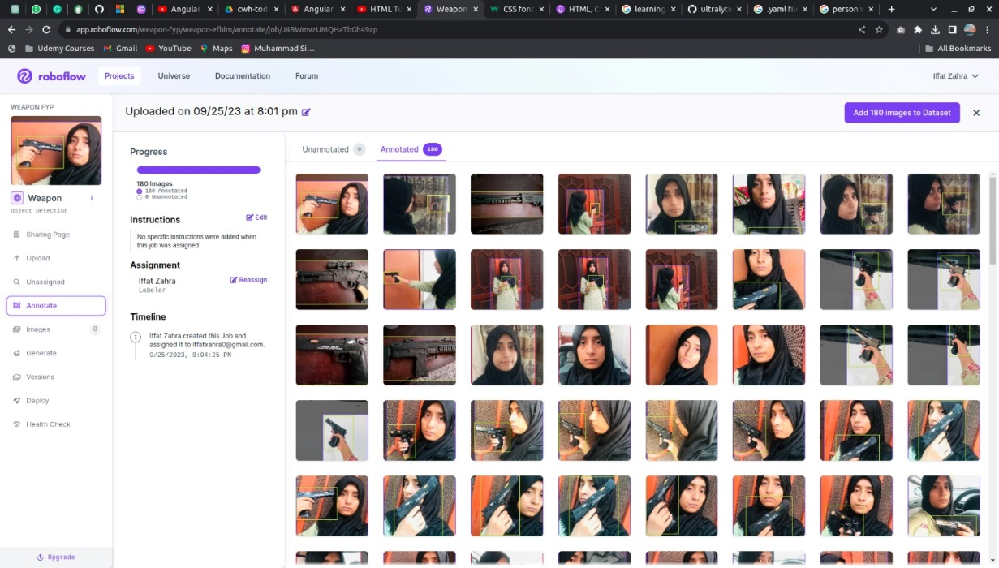 Angular
cwh-tod
Angular
HTML Tu
Weapon
CSS font
HTML, C
learning
ultralytic
.yaml file
person w
app.roboflow.com/weapon-fyp/weapon-efbim/annotate/job/J4BWmvzUMQHaTbGh49zp
Udemy Courses
Gmail
YouTube
Maps
Muhammad Si...
All Bookmarks
roboflow
Projects
Universe
Documentation
Forum
Iffat Zahra
WEAPON FYP
Uploaded on 09/25/23 at 8:01 pm
Add 180 images to Dataset
Weapon
Object Detection
Sharing Page
Upload
Unassigned
Annotate
Images 0
Generate
Versions
Deploy
Health Check
Upgrade
Progress
180 Images
180 Annotated
0 Unannotated
Instructions
Edit
No specific instructions were added when
this job was assigned
Assignment
Iffat Zahra
Labeler
Reassign
Timeline
Iffat Zahra created this Job and
assigned it to iffatxahra0@gmail.com.
9/25/2023, 8:04:25 PM
Unannotated 0
Annotated 180